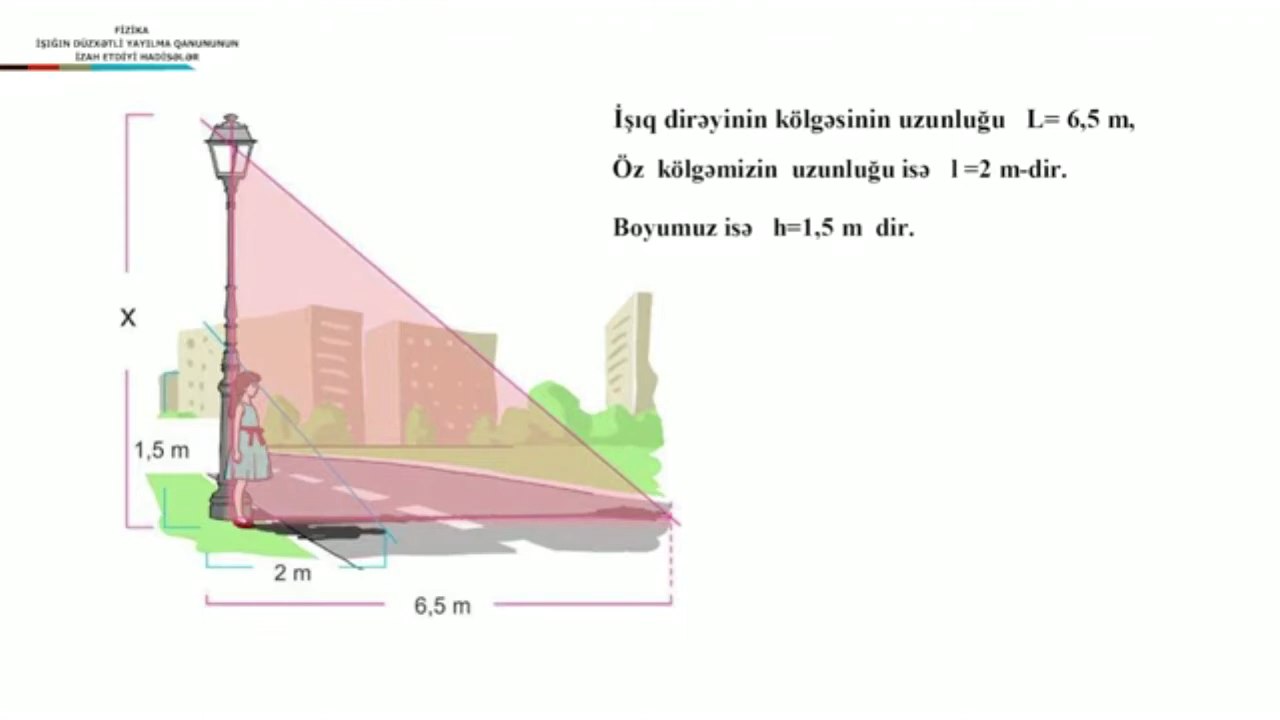 FİZİKA
İŞIĞIN DÜZXƏTLİ YAYILMA QANUNUNUN
İZAH ETDİYİ HADİSƏLƏR
İşıq dirəyinin kölgəsinin uzunluğu L= 6,5 m,
Öz kölgəmizin uzunluğu isə l =2 m-dir.
Boyumuz isə h=1,5 m dir.
X
1,5 m
2 m
6,5 m